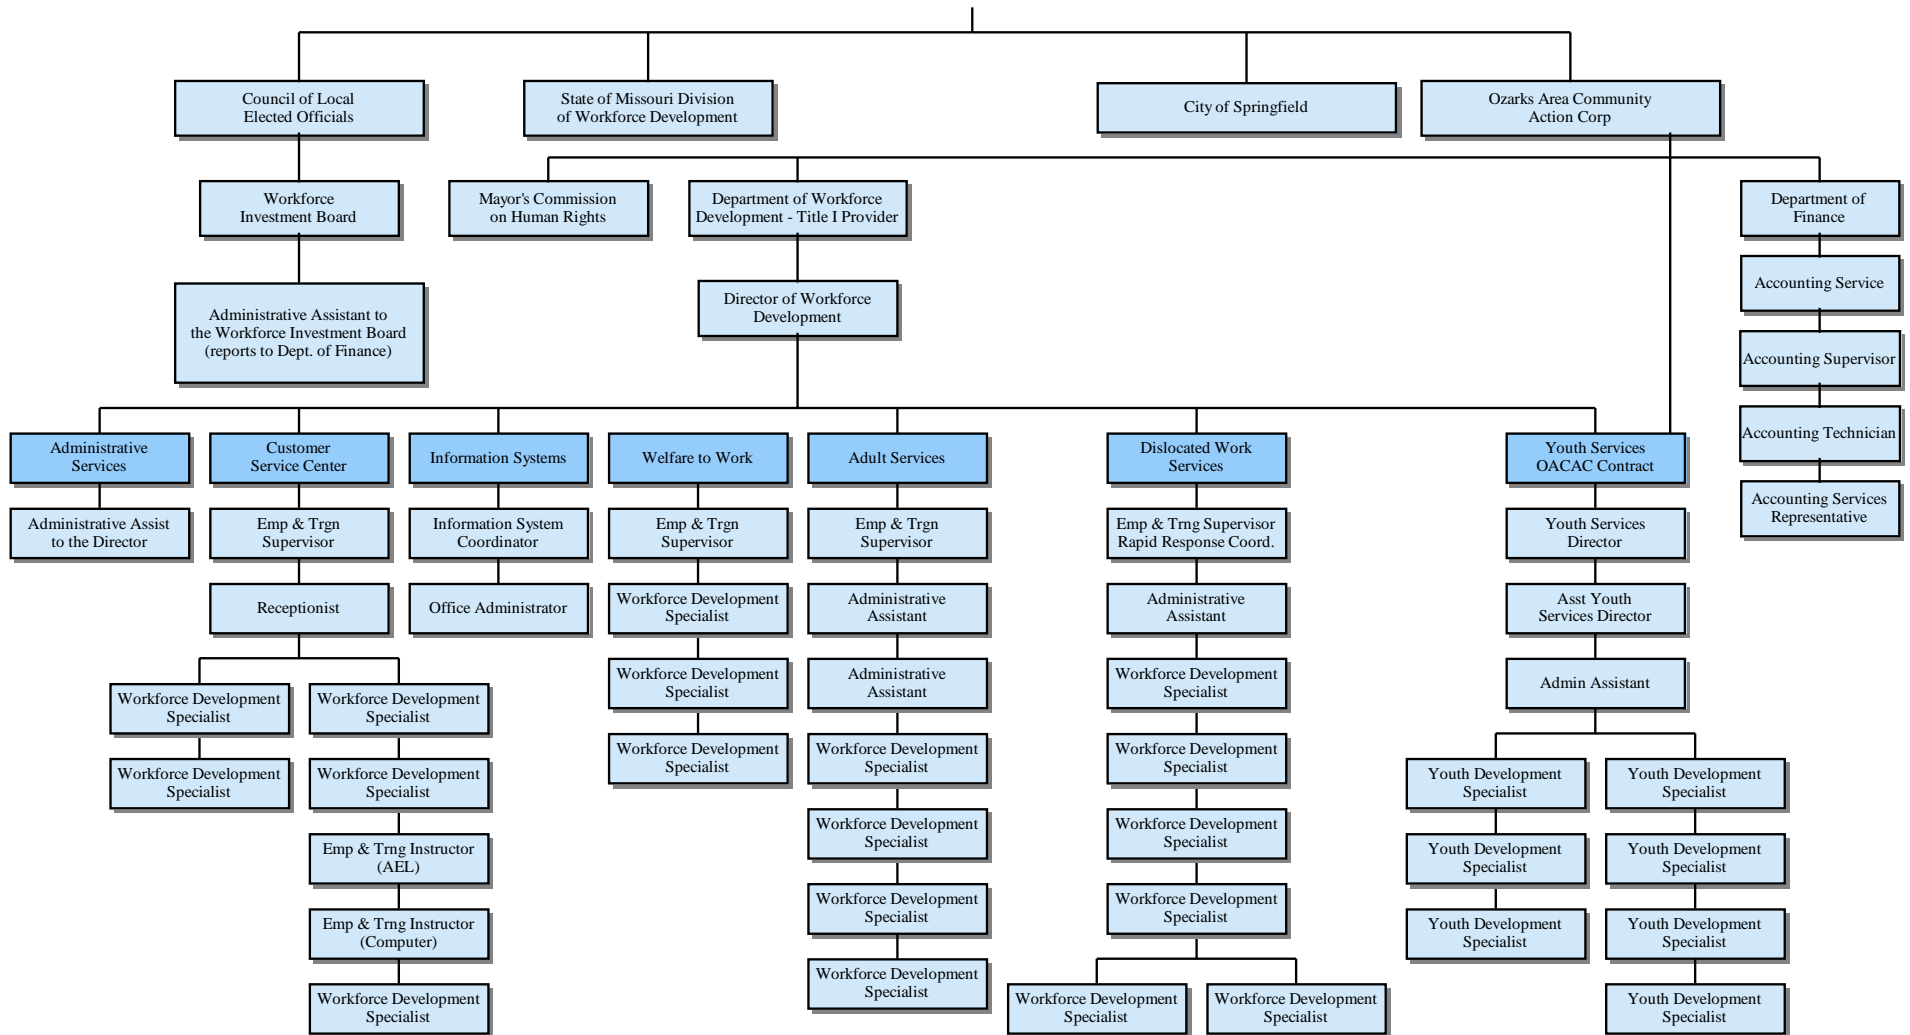 Council of Local
Elected Officials
State of Missouri Division
of Workforce Development
City of Springfield
Ozarks Area Community
Action Corp
Workforce
Investment Board
Mayor's Commission
on Human Rights
Department of Workforce
Development - Title I Provider
Department of
Finance
Administrative Assistant to
the Workforce Investment Board
(reports to Dept. of Finance)
Director of Workforce
Development
Accounting Service
Accounting Supervisor
Accounting Technician
Accounting Services
Representative
Administrative
Services
Customer
Service Center
Information Systems
Welfare to Work
Adult Services
Dislocated Work
Services
Youth Services
OACAC Contract
Administrative Assist
to the Director
Emp & Trgn
Supervisor
Receptionist
Workforce Development
Specialist
Workforce Development
Specialist
Workforce Development
Specialist
Workforce Development
Specialist
Emp & Trng Instructor
(AEL)
Emp & Trng Instructor
(Computer)
Workforce Development
Specialist
Information System
Coordinator
Office Administrator
Emp & Trgn
Supervisor
Workforce Development
Specialist
Workforce Development
Specialist
Workforce Development
Specialist
Emp & Trgn
Supervisor
Administrative
Assistant
Administrative
Assistant
Workforce Development
Specialist
Workforce Development
Specialist
Workforce Development
Specialist
Workforce Development
Specialist
Emp & Trng Supervisor
Rapid Response Coord.
Administrative
Assistant
Workforce Development
Specialist
Workforce Development
Specialist
Workforce Development
Specialist
Workforce Development
Specialist
Workforce Development
Specialist
Workforce Development
Specialist
Youth Services
Director
Asst Youth
Services Director
Admin Assistant
Youth Development
Specialist
Youth Development
Specialist
Youth Development
Specialist
Youth Development
Specialist
Youth Development
Specialist
Youth Development
Specialist
Youth Development
Specialist